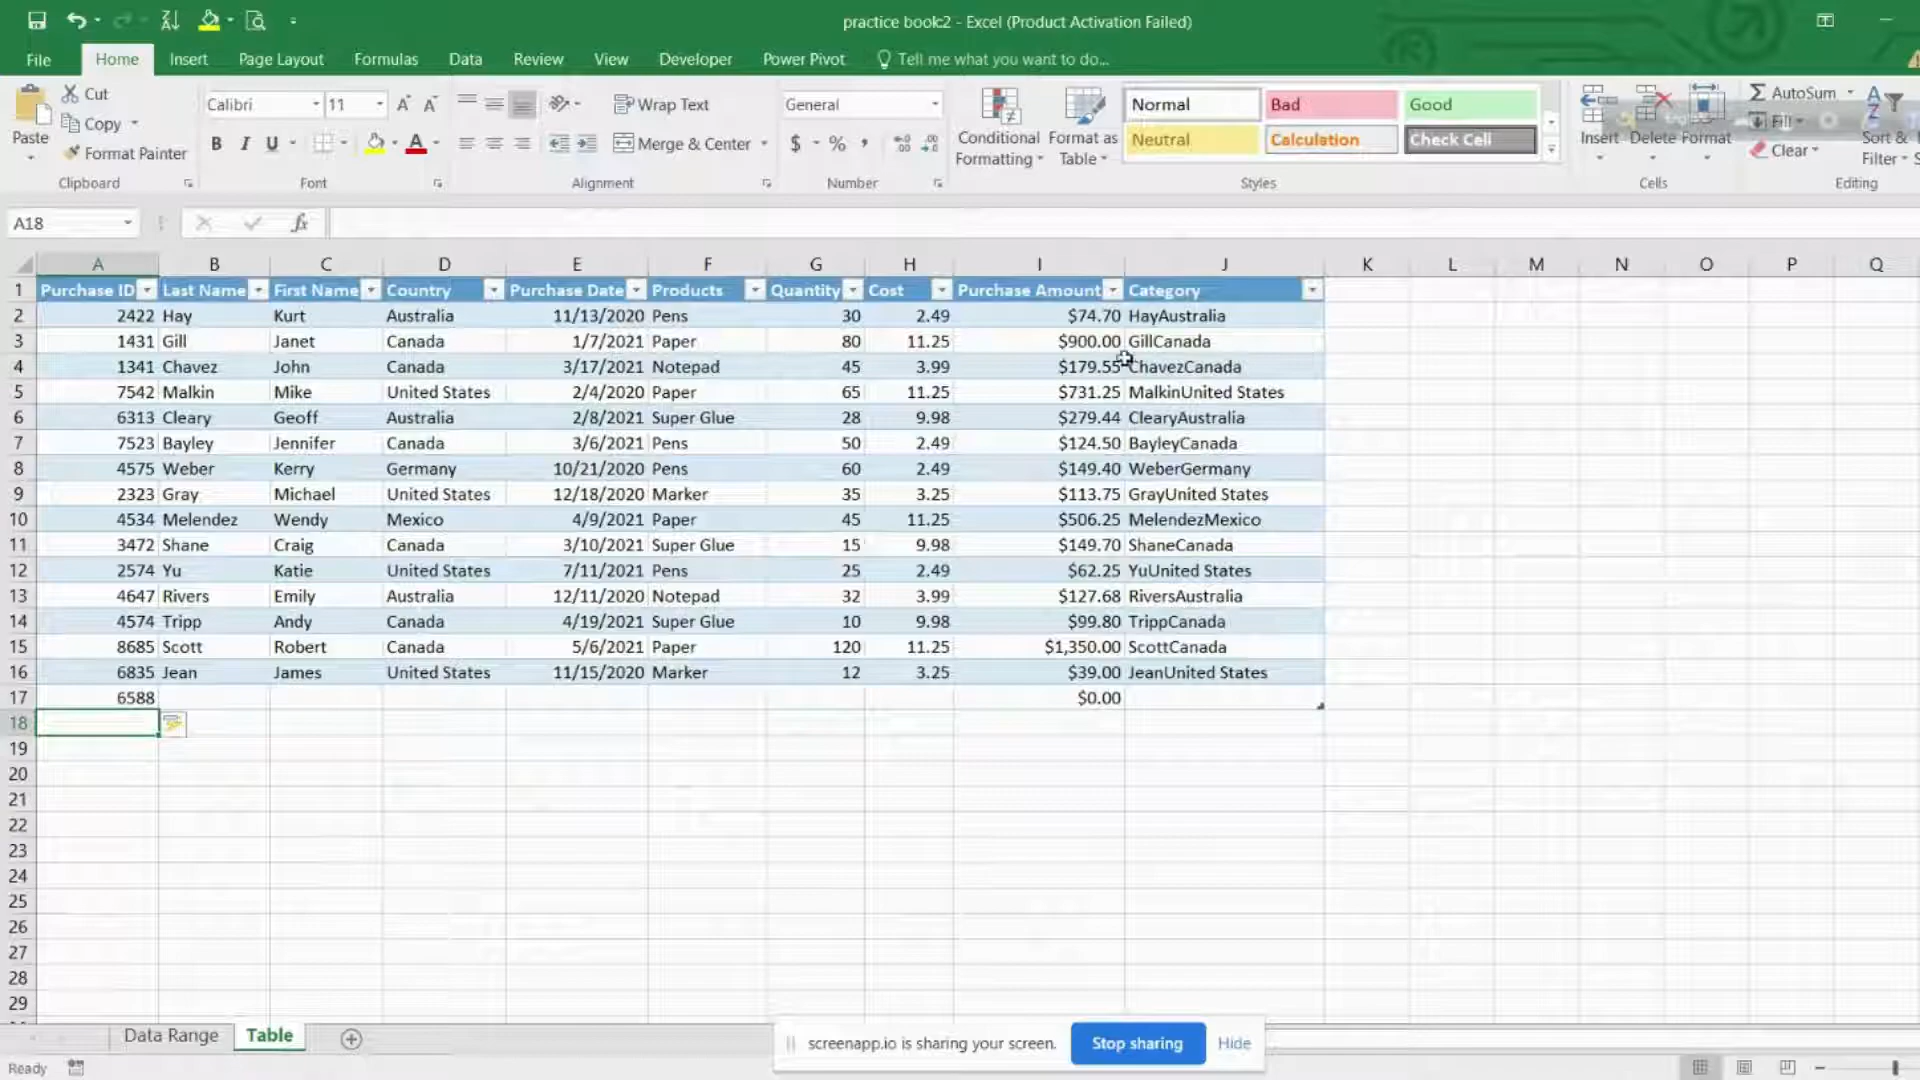 practice book2 - Excel (Product Activation Failed)
File Home Insert Page Layout Formulas Data Review View Developer Power Pivot Tell me what you want to do...
Paste Cut Copy Format Painter Clipboard
Calibri 11 B I U Font
Wrap Text Merge & Center Alignment
General $ % , Number
Conditional Formatting Format as Table
Normal Bad Good
Neutral Calculation Check Cell
Styles
Insert Delete Format Cells
AutoSum Fill Clear Sort & Filter Editing
A18 fx
A B C D E F G H I J K L M N O P Q
1 Purchase ID Last Name First Name Country Purchase Date Products Quantity Cost Purchase Amount Category
2 2422 Hay Kurt Australia 11/13/2020 Pens 30 2.49 $74.70 HayAustralia
3 1431 Gill Janet Canada 1/7/2021 Paper 80 11.25 $900.00 GillCanada
4 1341 Chavez John Canada 3/17/2021 Notepad 45 3.99 $179.55 ChavezCanada
5 7542 Malkin Mike United States 2/4/2020 Paper 65 11.25 $731.25 MalkinUnited States
6 6313 Cleary Geoff Australia 2/8/2021 Super Glue 28 9.98 $279.44 ClearyAustralia
7 7523 Bayley Jennifer Canada 3/6/2021 Pens 50 2.49 $124.50 BayleyCanada
8 4575 Weber Kerry Germany 10/21/2020 Pens 60 2.49 $149.40 WeberGermany
9 2323 Gray Michael United States 12/18/2020 Marker 35 3.25 $113.75 GrayUnited States
10 4534 Melendez Wendy Mexico 4/9/2021 Paper 45 11.25 $506.25 MelendezMexico
11 3472 Shane Craig Canada 3/10/2021 Super Glue 15 9.98 $149.70 ShaneCanada
12 2574 Yu Katie United States 7/11/2021 Pens 25 2.49 $62.25 YuUnited States
13 4647 Rivers Emily Australia 12/11/2020 Notepad 32 3.99 $127.68 RiversAustralia
14 4574 Tripp Andy Canada 4/19/2021 Super Glue 10 9.98 $99.80 TrippCanada
15 8685 Scott Robert Canada 5/6/2021 Paper 120 11.25 $1,350.00 ScottCanada
16 6835 Jean James United States 11/15/2020 Marker 12 3.25 $39.00 JeanUnited States
17 6588 $0.00
18
19
20
21
22
23
24
25
26
27
28
29
Data Range Table
screenapp.io is sharing your screen. Stop sharing Hide
Ready